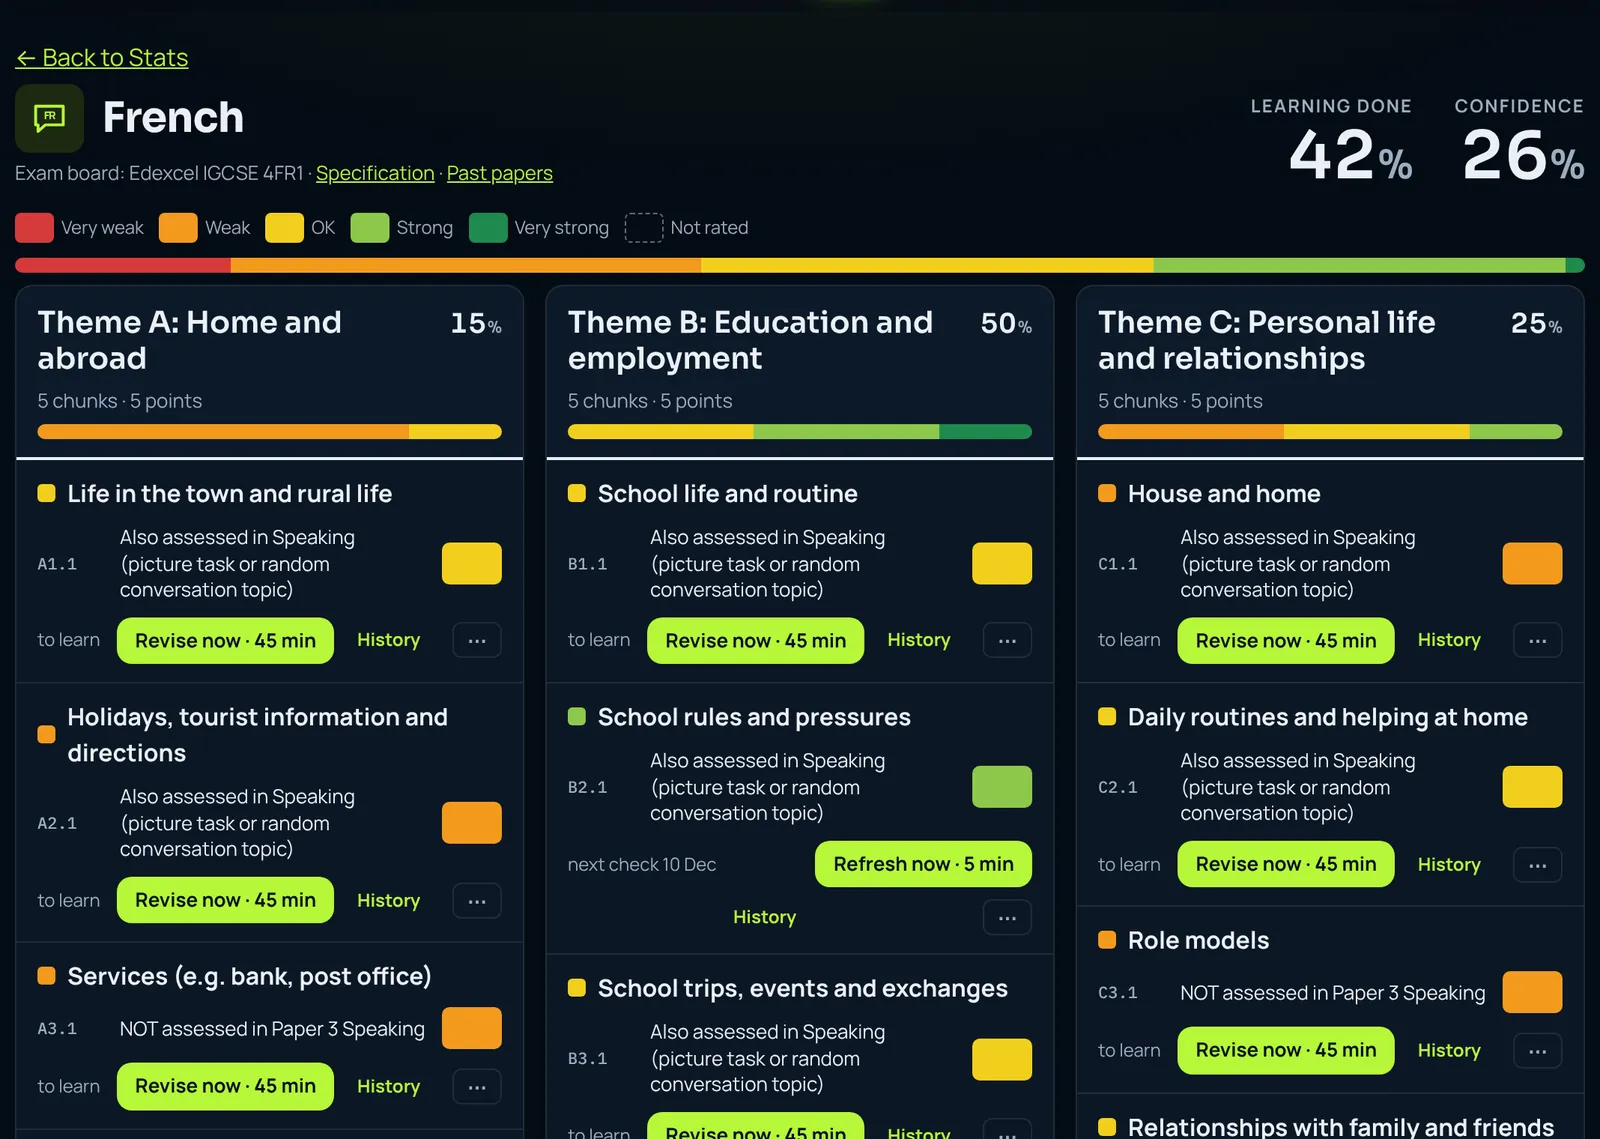 ← Back to Stats
FR
French
LEARNING DONE
42%
CONFIDENCE
26%
Exam board: Edexcel IGCSE 4FR1 · Specification · Past papers
Very weak
Weak
OK
Strong
Very strong
Not rated
Theme A: Home and
abroad
15%
5 chunks · 5 points
Life in the town and rural life
A1.1
Also assessed in Speaking
(picture task or random
conversation topic)
to learn
Revise now · 45 min
History
...
Holidays, tourist information and
directions
A2.1
Also assessed in Speaking
(picture task or random
conversation topic)
to learn
Revise now · 45 min
History
...
Services (e.g. bank, post office)
A3.1
NOT assessed in Paper 3 Speaking
to learn
Revise now · 45 min
History
...
Theme B: Education and
employment
50%
5 chunks · 5 points
School life and routine
B1.1
Also assessed in Speaking
(picture task or random
conversation topic)
to learn
Revise now · 45 min
History
...
School rules and pressures
B2.1
Also assessed in Speaking
(picture task or random
conversation topic)
next check 10 Dec
Refresh now · 5 min
History
...
School trips, events and exchanges
B3.1
Also assessed in Speaking
(picture task or random
conversation topic)
to learn
Revise now · 45 min
History
...
Theme C: Personal life
and relationships
25%
5 chunks · 5 points
House and home
C1.1
Also assessed in Speaking
(picture task or random
conversation topic)
to learn
Revise now · 45 min
History
...
Daily routines and helping at home
C2.1
Also assessed in Speaking
(picture task or random
conversation topic)
to learn
Revise now · 45 min
History
...
Role models
C3.1
NOT assessed in Paper 3 Speaking
to learn
Revise now · 45 min
History
...
Relationships with family and friends